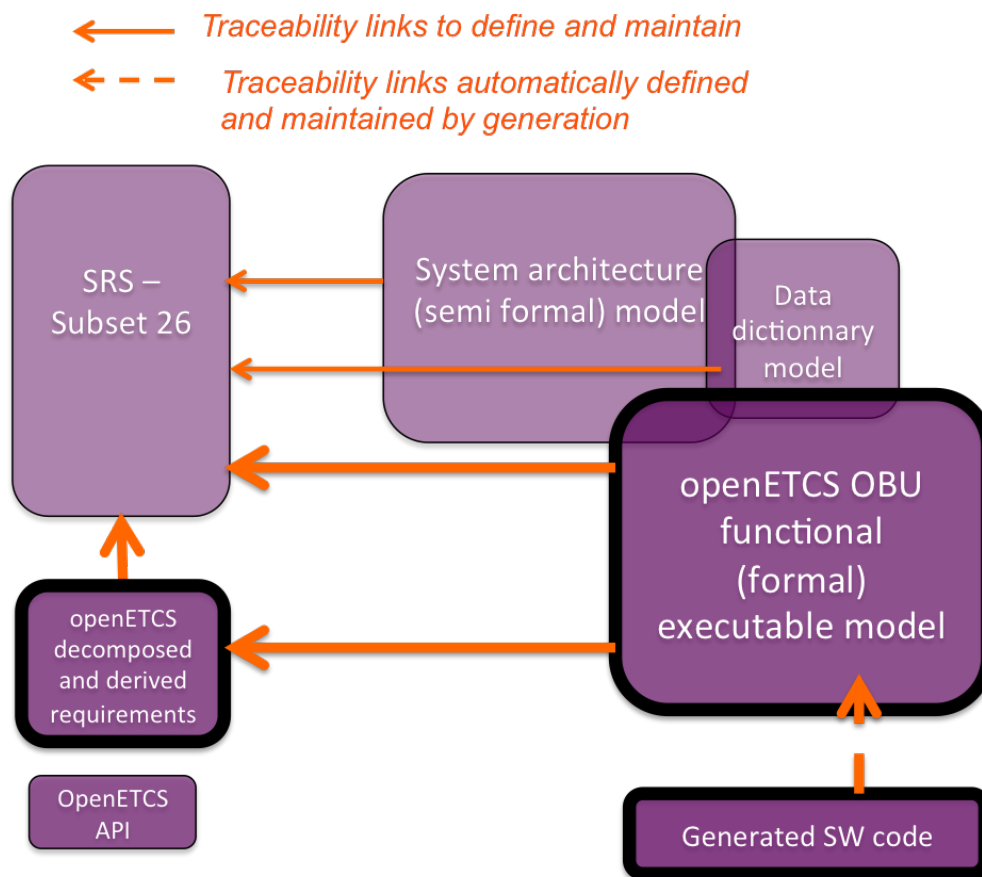 Traceability links to define and maintain
Traceability links automatically defined
and maintained by generation
SRS –
Subset 26
System architecture
(semi formal) model
Data
dictionnary
model
openETCS OBU
functional
(formal)
executable model
openETCS
decomposed
and derived
requirements
OpenETCS
API
Generated SW code